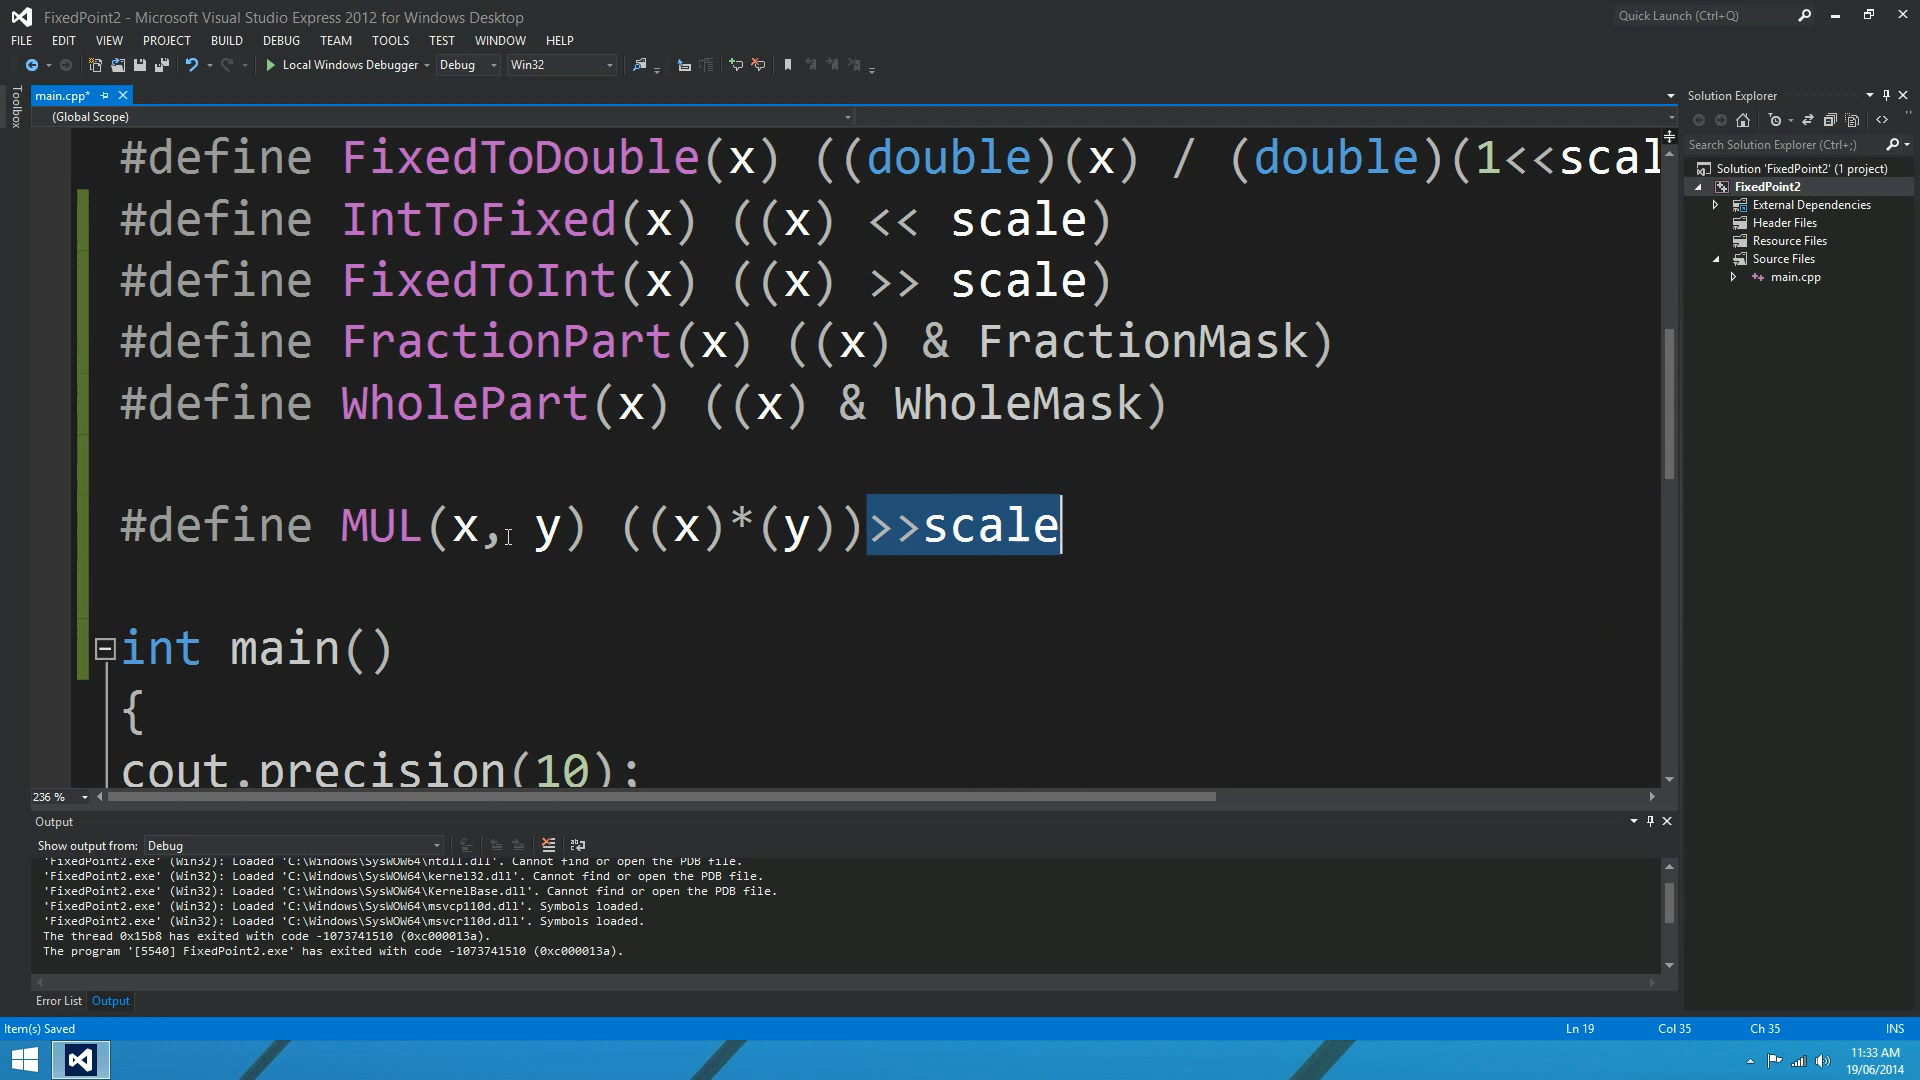 FixedPoint2 - Microsoft Visual Studio Express 2012 for Windows Desktop
Quick Launch (Ctrl+Q)
FILE EDIT VIEW PROJECT BUILD DEBUG TEAM TOOLS TEST WINDOW HELP
Local Windows Debugger Debug Win32
Toolbox
main.cpp*
(Global Scope)
#define FixedToDouble(x) ((double)(x) / (double)(1<<scal
#define IntToFixed(x) ((x) << scale)
#define FixedToInt(x) ((x) >> scale)
#define FractionPart(x) ((x) & FractionMask)
#define WholePart(x) ((x) & WholeMask)
#define MUL(x, y) ((x)*(y))>>scale
int main()
{
cout.precision(10);
236 %
Solution Explorer
Search Solution Explorer (Ctrl+;)
Solution 'FixedPoint2' (1 project)
FixedPoint2
External Dependencies
Header Files
Resource Files
Source Files
main.cpp
Output
Show output from: Debug
'FixedPoint2.exe' (Win32): Loaded 'C:\Windows\SysWOW64\ntdll.dll'. Cannot find or open the PDB file.
'FixedPoint2.exe' (Win32): Loaded 'C:\Windows\SysWOW64\kernel32.dll'. Cannot find or open the PDB file.
'FixedPoint2.exe' (Win32): Loaded 'C:\Windows\SysWOW64\KernelBase.dll'. Cannot find or open the PDB file.
'FixedPoint2.exe' (Win32): Loaded 'C:\Windows\SysWOW64\msvcp110d.dll'. Symbols loaded.
'FixedPoint2.exe' (Win32): Loaded 'C:\Windows\SysWOW64\msvcr110d.dll'. Symbols loaded.
The thread 0x15b8 has exited with code -1073741510 (0xc000013a).
The program '[5540] FixedPoint2.exe' has exited with code -1073741510 (0xc000013a).
Error List Output
Item(s) Saved
Ln 19 Col 35 Ch 35 INS
11:33 AM
19/06/2014